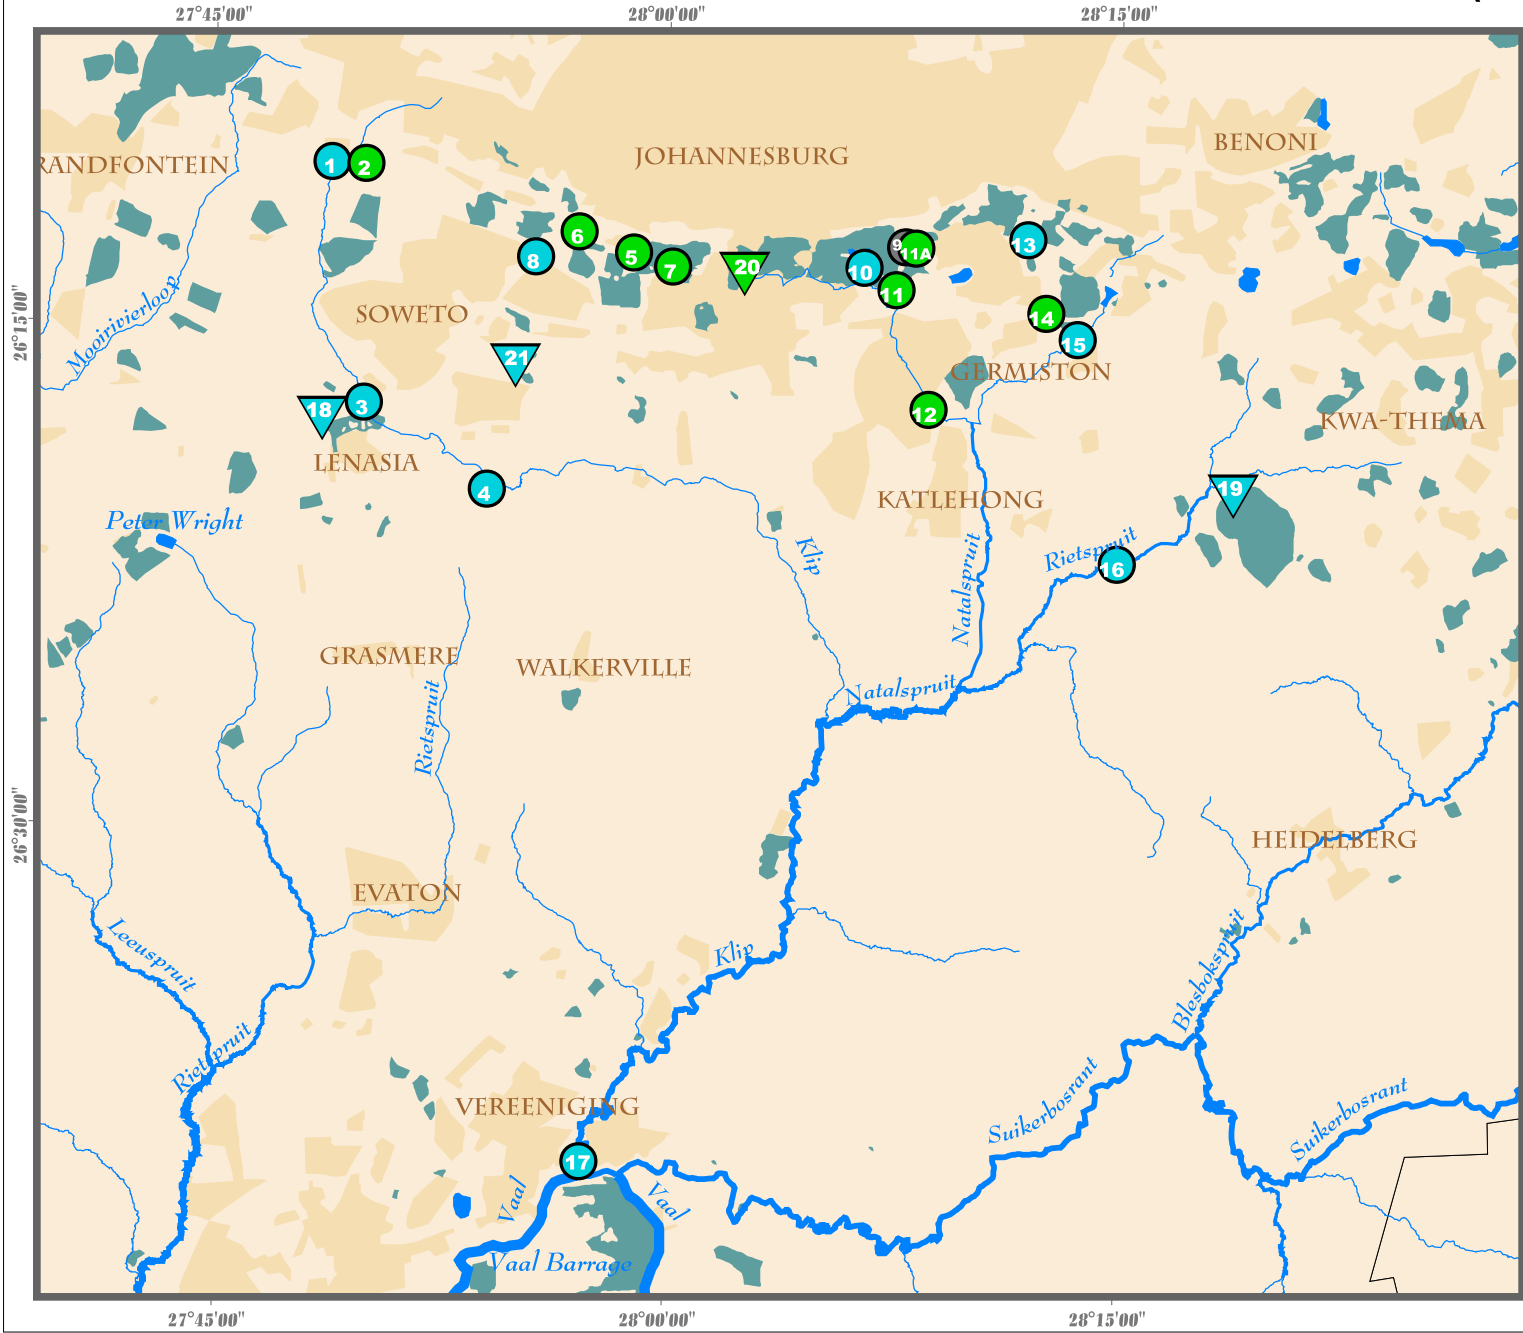 27°45'00" 28°00'00" 28°15'00"
BENONI
RANDFONTEIN JOHANNESBURG
1 2
6
13
9 11A
5
8
7 20 10
11
26°15'00"
Mooirivierloop
SOWETO
14
15
21
GERMISTON
18 3 12
KWA-THEMA
LENASIA
4 19
KATLEHONG
Peter Wright
Klip
Rietspruit
16
Natalspruit
GRASMERE
WALKERVILLE
Natalspruit
Rietspruit
26°30'00"
HEIDELBERG
EVATON
Leeuspruit
Klip
Blesbokspruit
Rietspruit
Suikerbosrant
Suikerbosrant
VEREENIGING
17
Vaal
Vaal
Vaal Barrage
27°45'00" 28°00'00" 28°15'00"